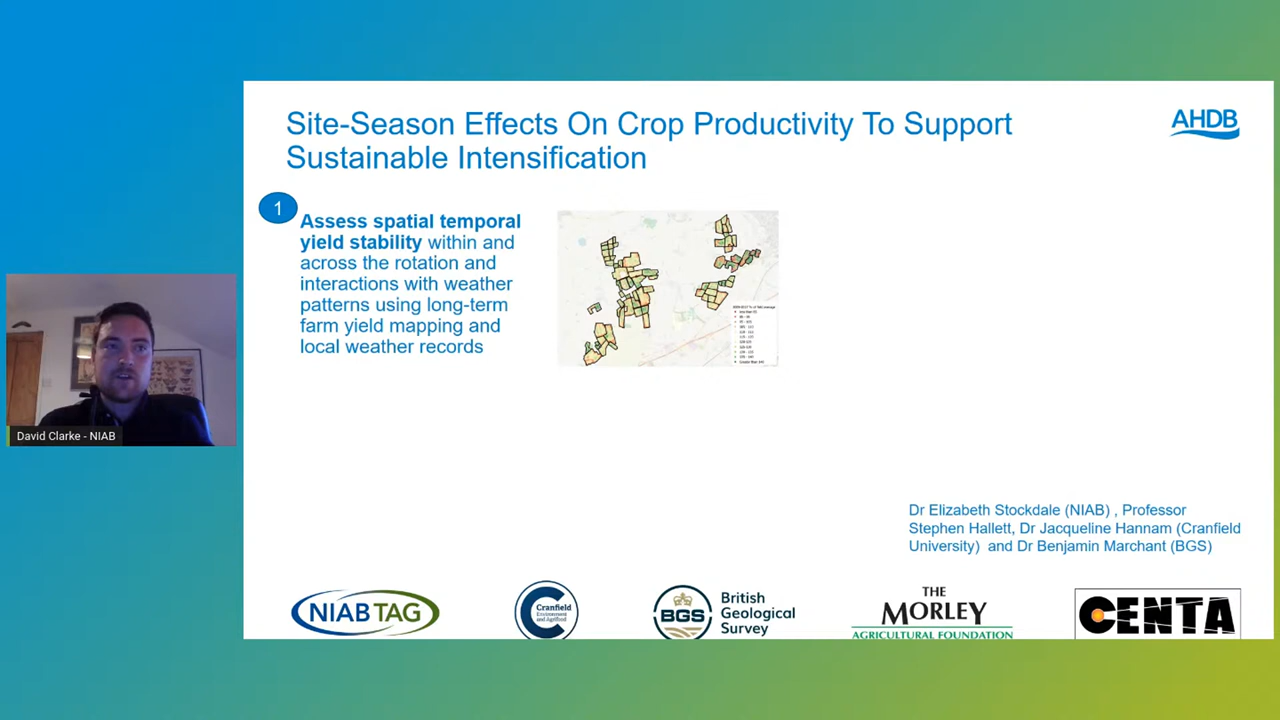 Site-Season Effects On Crop Productivity To Support
Sustainable Intensification
AHDB
1
Assess spatial temporal
yield stability within and
across the rotation and
interactions with weather
patterns using long-term
farm yield mapping and
local weather records
David Clarke - NIAB
Dr Elizabeth Stockdale (NIAB) , Professor
Stephen Hallett, Dr Jacqueline Hannam (Cranfield
University) and Dr Benjamin Marchant (BGS)
NIAB TAG
Cranfield
Environment and Agrifood
BGS
British
Geological
Survey
THE
MORLEY
AGRICULTURAL FOUNDATION
CENTA